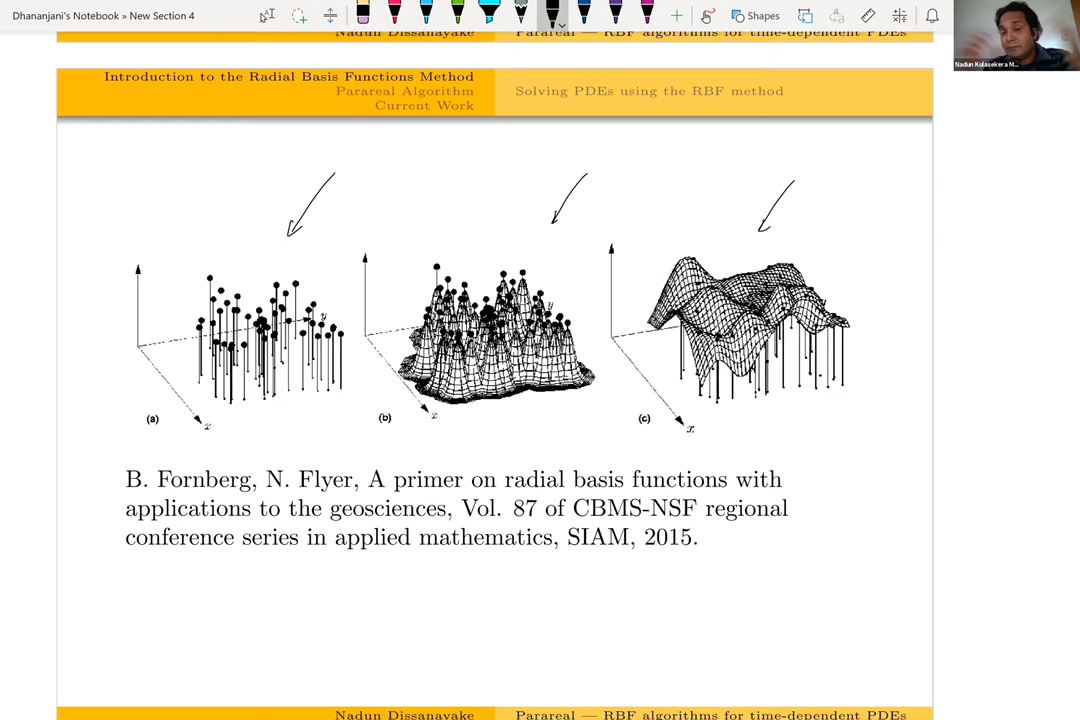 Dhananjani's Notebook » New Section 4
Shapes
Nadun Dissanayake
Parareal — RBF algorithms for time-dependent PDEs
Nadun Kulasekera M...
Introduction to the Radial Basis Functions Method
Parareal Algorithm
Current Work
Solving PDEs using the RBF method
y
x
(a)
y
x
(b)
y
x
(c)
B. Fornberg, N. Flyer, A primer on radial basis functions with
applications to the geosciences, Vol. 87 of CBMS-NSF regional
conference series in applied mathematics, SIAM, 2015.
Nadun Dissanayake
Parareal — RBF algorithms for time-dependent PDEs